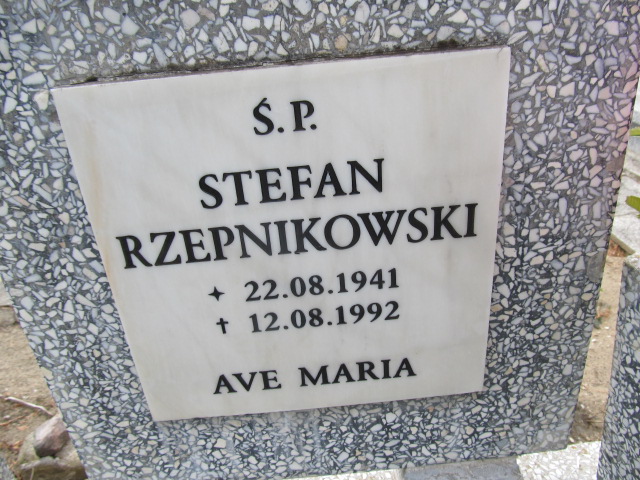 Ś.P.
STEFAN
RZEPNIKOWSKI
✦ 22.08.1941
† 12.08.1992
AVE MARIA